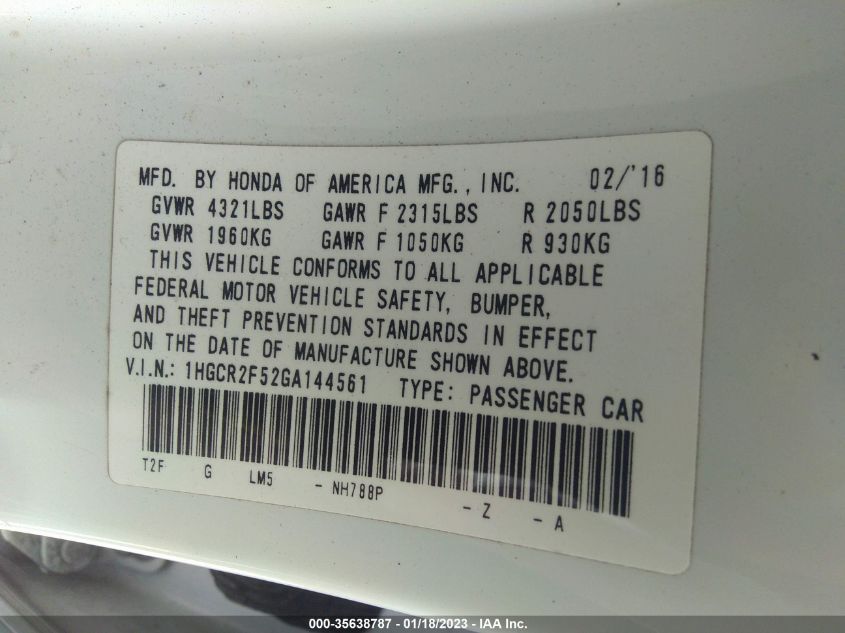 MFD. BY HONDA OF AMERICA MFG., INC. 02/'16
GVWR 4321LBS GAWR F 2315LBS R 2050LBS
GVWR 1960KG GAWR F 1050KG R 930KG
THIS VEHICLE CONFORMS TO ALL APPLICABLE
FEDERAL MOTOR VEHICLE SAFETY, BUMPER,
AND THEFT PREVENTION STANDARDS IN EFFECT
ON THE DATE OF MANUFACTURE SHOWN ABOVE.
V.I.N.: 1HGCR2F52GA144561 TYPE: PASSENGER CAR
T2F G LM5 - NH788P - Z - A
000-35638787 - 01/18/2023 - IAA Inc.